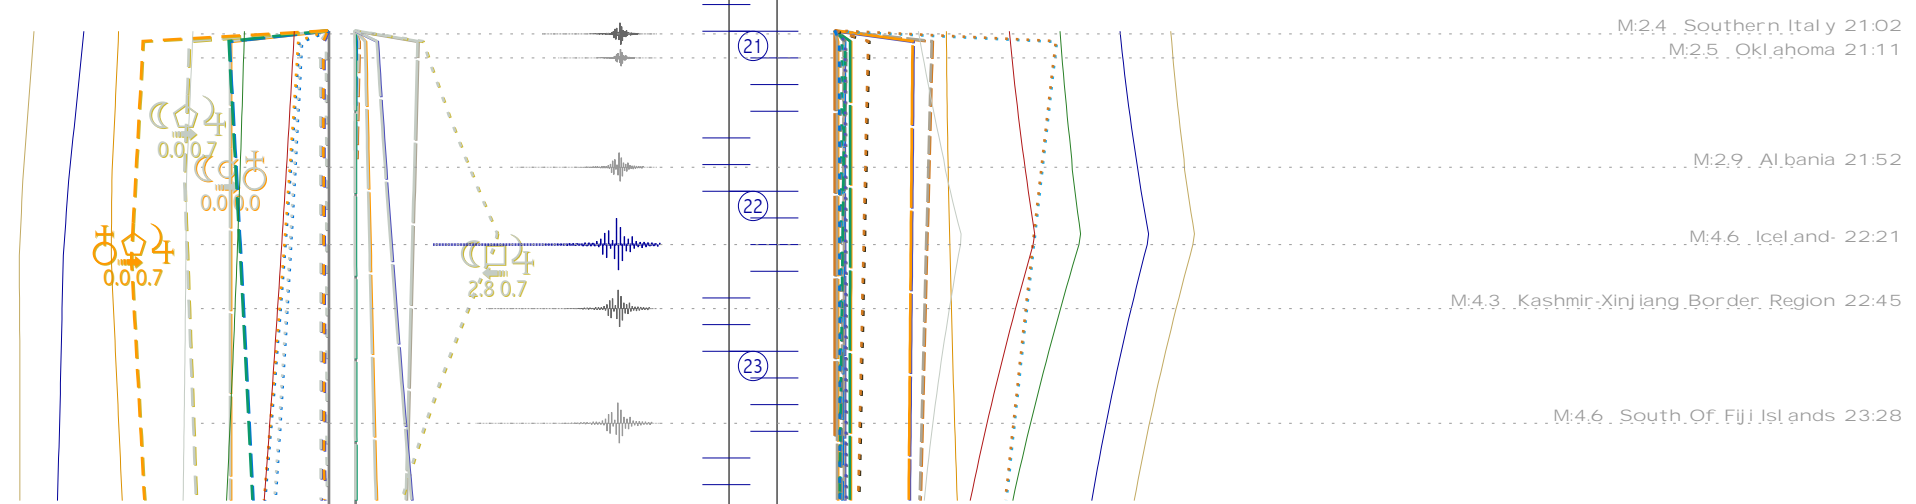 M:2.4 Southern Italy 21:02
21
M:2.5 Oklahoma 21:11
0.0 0.7
M:2.9 Albania 21:52
0.0 0.0
22
M:4.6 Iceland- 22:21
0.0 0.7
2.8 0.7
M:4.3 Kashmir-Xinjiang Border Region 22:45
23
M:4.6 South Of Fiji Islands 23:28